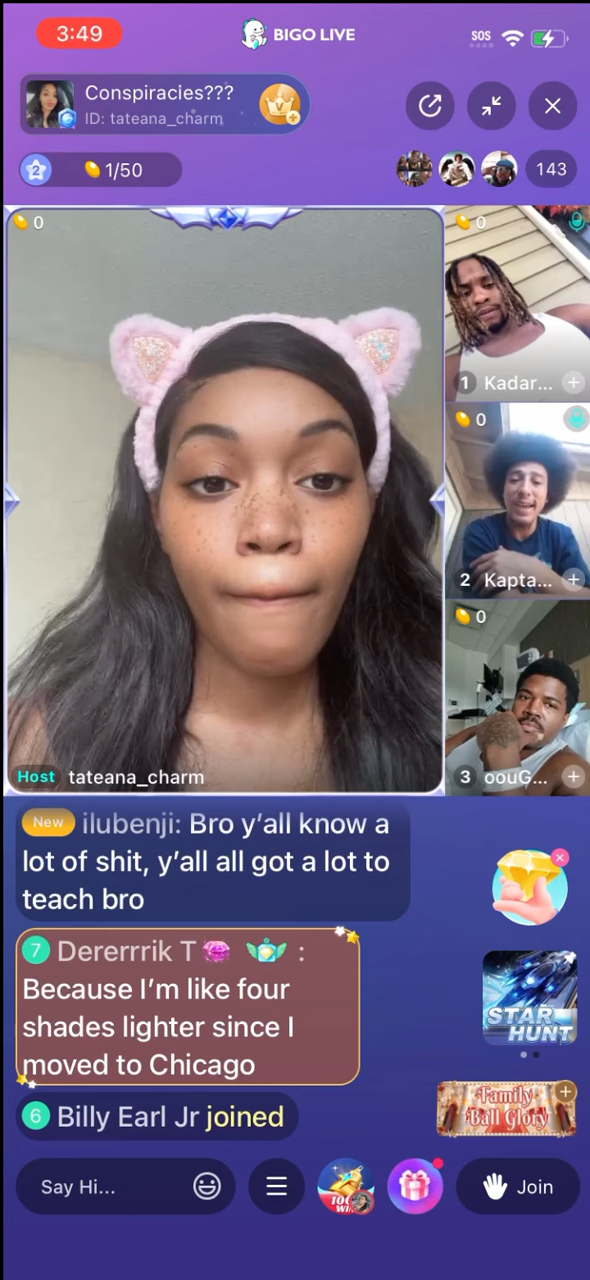 3:49
BIGO LIVE
SOS
Conspiracies???
ID: tateana_charm
2
1/50
143
0
0
1 Kadar...
0
2 Kapta...
0
3 oouG...
Host tateana_charm
New ilubenji: Bro y’all know a
lot of shit, y’all all got a lot to
teach bro
7 Dererrrik T :
Because I’m like four
shades lighter since I
moved to Chicago
6 Billy Earl Jr joined
STAR
HUNT
Family
Ball Glory
Say Hi...
Join